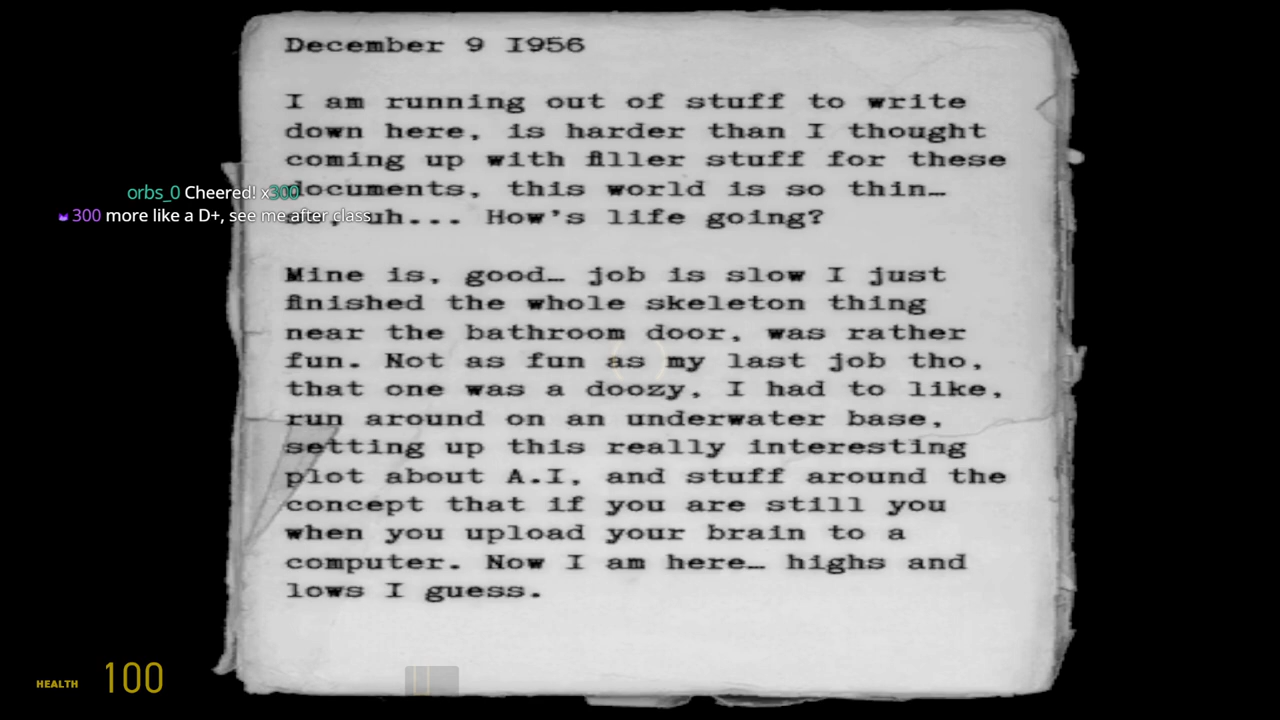 December 9 1956
I am running out of stuff to write
down here, is harder than I thought
coming up with filler stuff for these
orbs_0 Cheered! x300
documents, this world is so thin…
300 more like a D+, see me after class
uh... How's life going?
Mine is, good… job is slow I just
finished the whole skeleton thing
near the bathroom door, was rather
fun. Not as fun as my last job tho,
that one was a doozy, I had to like,
run around on an underwater base,
setting up this really interesting
plot about A.I, and stuff around the
concept that if you are still you
when you upload your brain to a
computer. Now I am here… highs and
lows I guess.
HEALTH 100